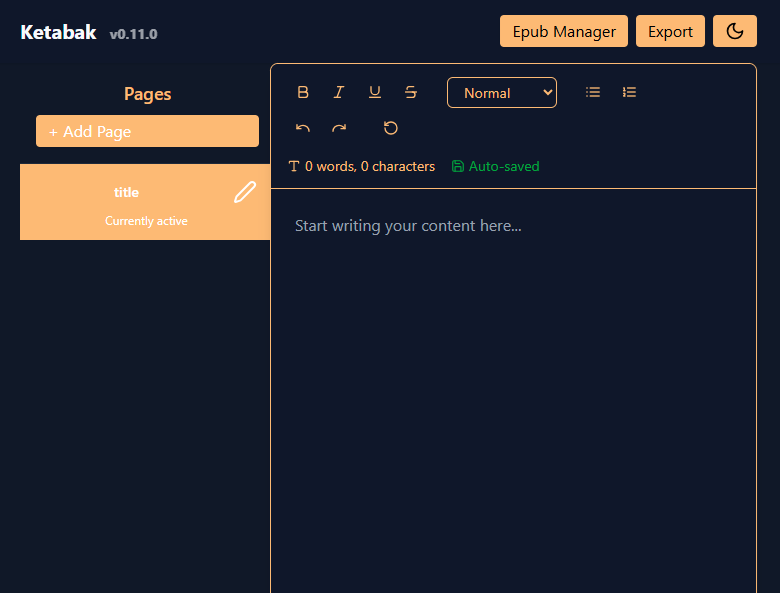 Ketabak v0.11.0
Epub Manager
Export
Pages
+ Add Page
title
Currently active
B I U S
Normal
T 0 words, 0 characters
Auto-saved
Start writing your content here...